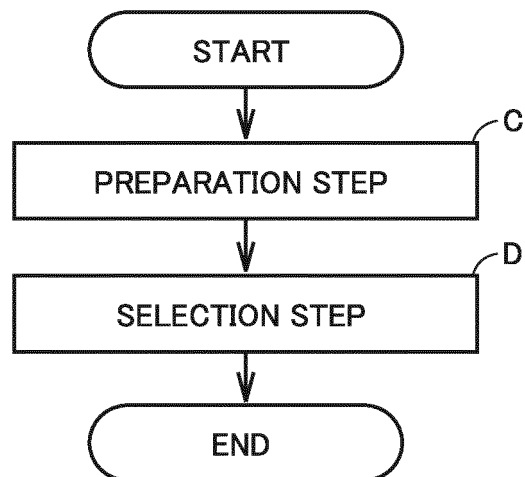 START
C
PREPARATION STEP
D
SELECTION STEP
END